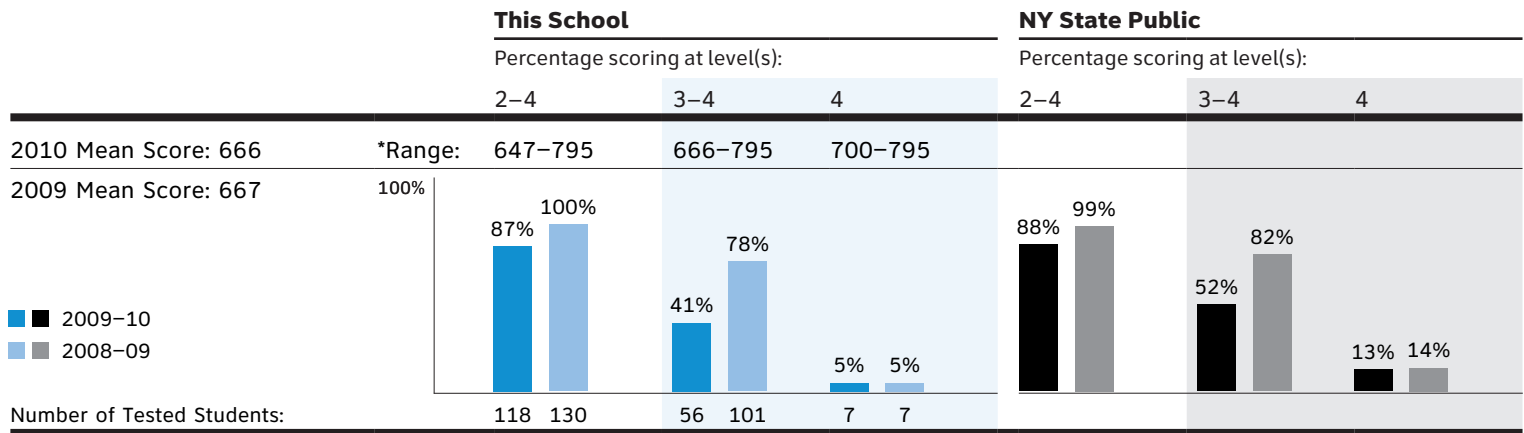 This School NY State Public
Percentage scoring at level(s): Percentage scoring at level(s):
2–4 3–4 4 2–4 3–4 4
2010 Mean Score: 666 *Range: 647–795 666–795 700–795
2009 Mean Score: 667 100%
87% 100% 41% 78% 5% 5% 88% 99% 52% 82% 13% 14%
2009–10
2008–09
Number of Tested Students: 118 130 56 101 7 7